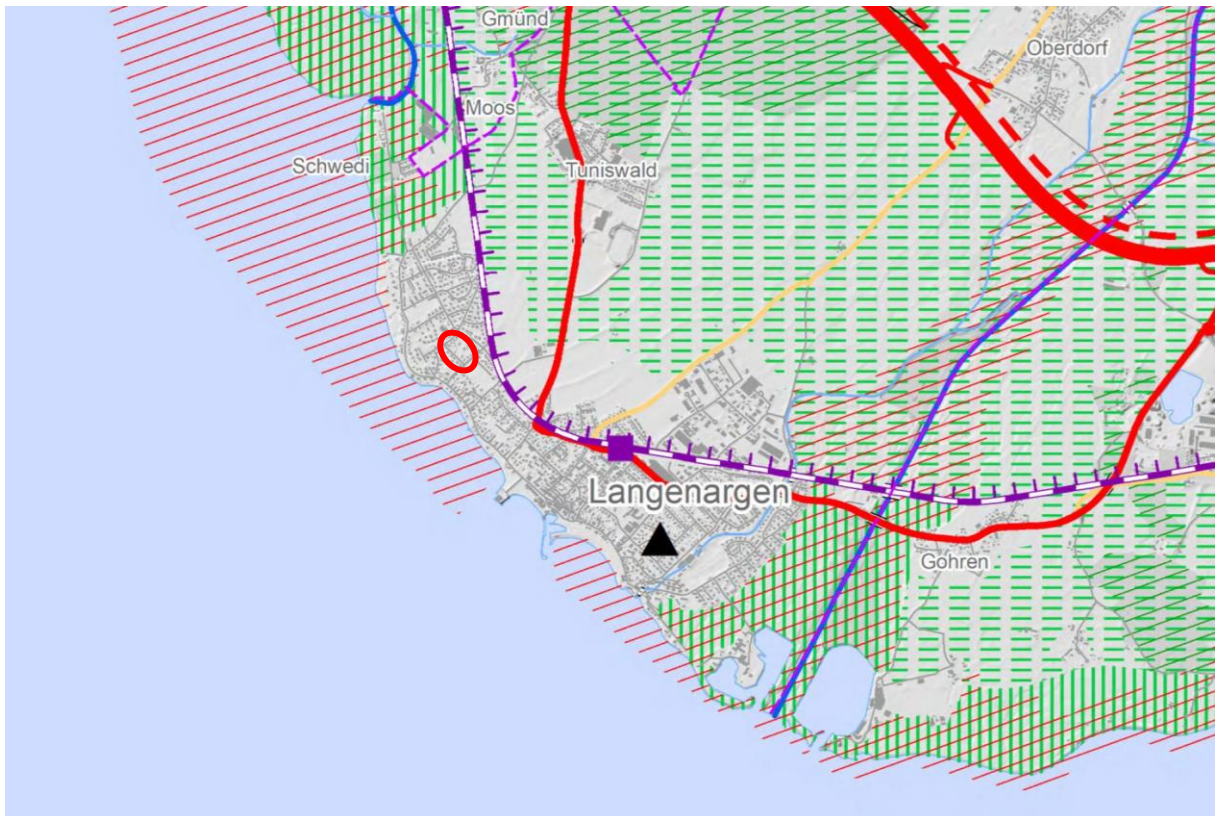 Gmünd
Oberdorf
Moos
Schwedi
Tuniswald
Langenargen
Gohren